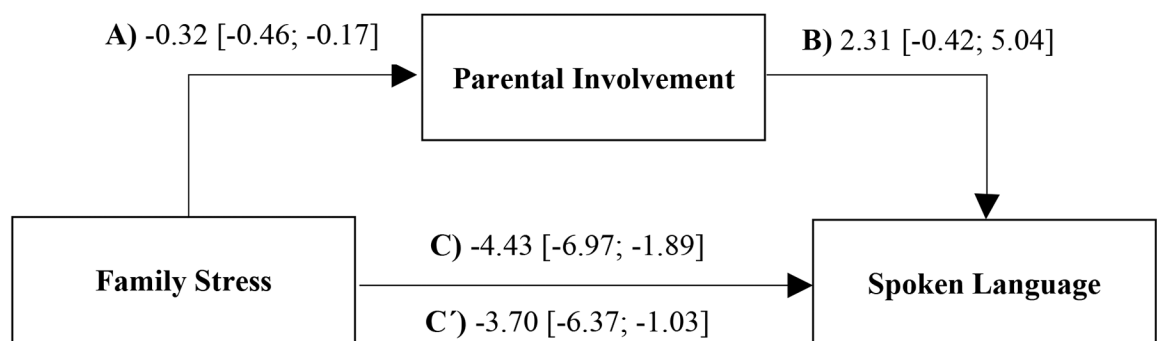 A) -0.32 [-0.46; -0.17]
B) 2.31 [-0.42; 5.04]
Parental Involvement
C) -4.43 [-6.97; -1.89]
Family Stress
Spoken Language
C´) -3.70 [-6.37; -1.03]